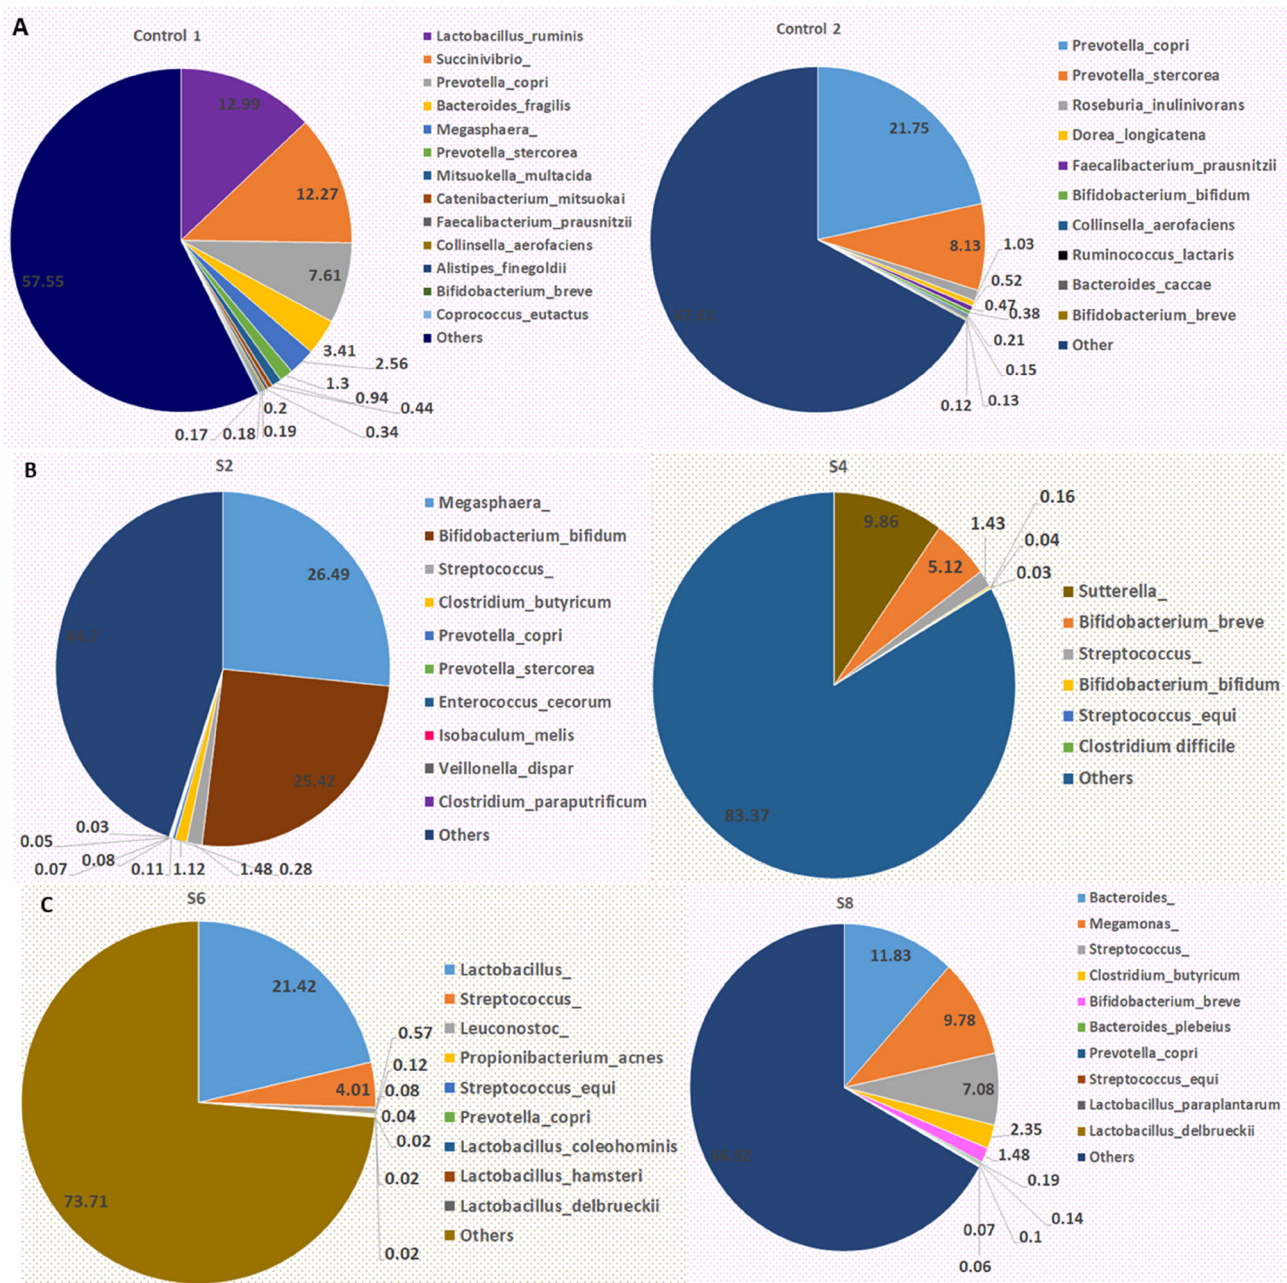 A
Control 1
Lactobacillus_ruminis
Succinivibrio_
Prevotella_copri
Bacteroides_fragilis
Megasphaera_
Prevotella_stercorea
Mitsuokella_multacida
Catenibacterium_mitsuokai
Faecalibacterium_prausnitzii
Collinsella_aerofaciens
Alistipes_finegoldii
Bifidobacterium_breve
Coprococcus_eutactus
Others
12.99
12.27
7.61
3.41
2.56
1.3
0.94
0.44
0.34
0.2
0.19
0.18
0.17
57.55
Control 2
Prevotella_copri
Prevotella_stercorea
Roseburia_inulinivorans
Dorea_longicatena
Faecalibacterium_prausnitzii
Bifidobacterium_bifidum
Collinsella_aerofaciens
Ruminococcus_lactaris
Bacteroides_caccae
Bifidobacterium_breve
Other
21.75
8.13
1.03
0.52
0.47
0.38
0.21
0.15
0.13
0.12
B
S2
Megasphaera_
Bifidobacterium_bifidum
Streptococcus_
Clostridium_butyricum
Prevotella_copri
Prevotella_stercorea
Enterococcus_cecorum
Isobaculum_melis
Veillonella_dispar
Clostridium_paraputrificum
Others
26.49
25.42
1.48
0.28
1.12
0.11
0.08
0.07
0.05
0.03
44.7
S4
Sutterella_
Bifidobacterium_breve
Streptococcus_
Bifidobacterium_bifidum
Streptococcus_equi
Clostridium difficile
Others
9.86
5.12
1.43
0.16
0.04
0.03
83.37
C
S6
Lactobacillus_
Streptococcus_
Leuconostoc_
Propionibacterium_acnes
Streptococcus_equi
Prevotella_copri
Lactobacillus_coleohominis
Lactobacillus_hamsteri
Lactobacillus_delbrueckii
Others
21.42
4.01
0.57
0.12
0.08
0.04
0.02
0.02
0.02
73.71
S8
Bacteroides_
Megamonas_
Streptococcus_
Clostridium_butyricum
Bifidobacterium_breve
Bacteroides_plebeius
Prevotella_copri
Streptococcus_equi
Lactobacillus_paraplantarum
Lactobacillus_delbrueckii
Others
11.83
9.78
7.08
2.35
1.48
0.19
0.14
0.1
0.07
0.06